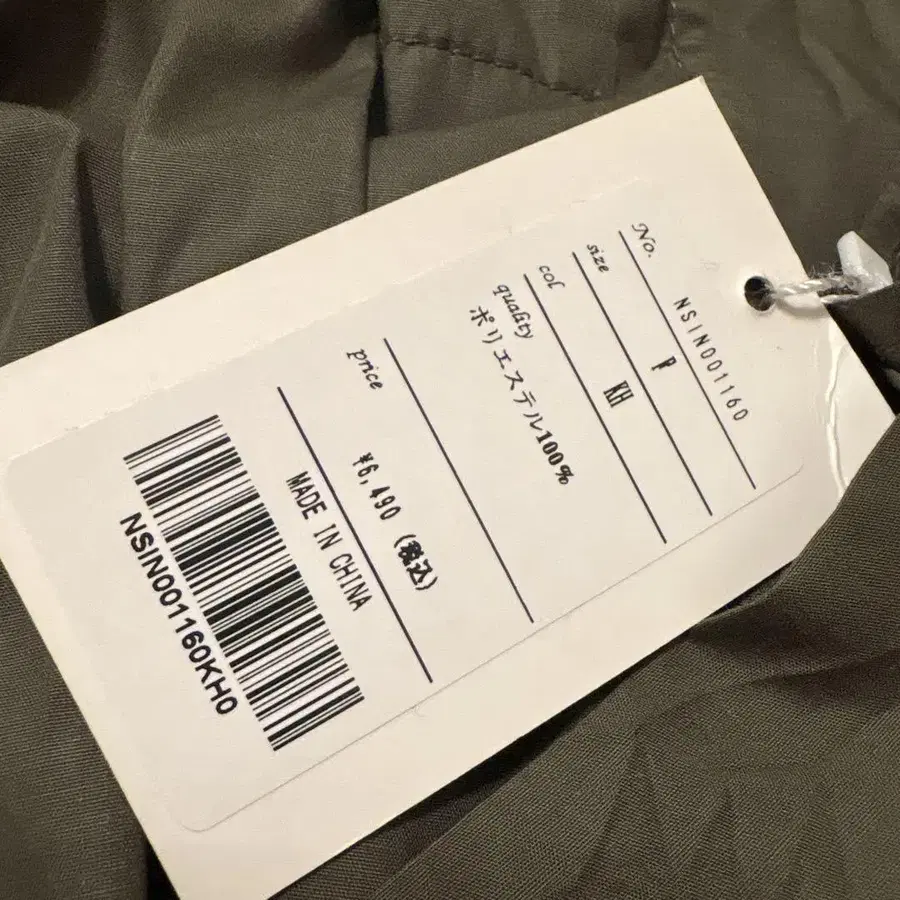 No. NSIN001160
size F
col KH
quality
ポリエステル100%
price
¥6,490 (税込)
MADE IN CHINA
NSIN001160KH0